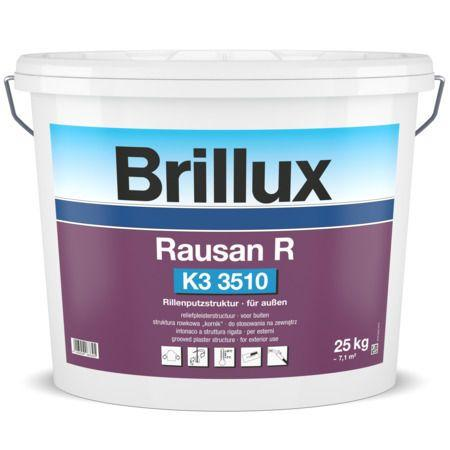 Brillux
Rausan R
K3 3510
Rillenputzstruktur · für außen
reliefpleisterstructuur · voor buiten
struktura rowkowa „kornik” · do stosowania na zewnątrz
intonaco a struttura rigata · per esterni
grooved plaster structure · for exterior use
25 kg
~ 7,1 m²